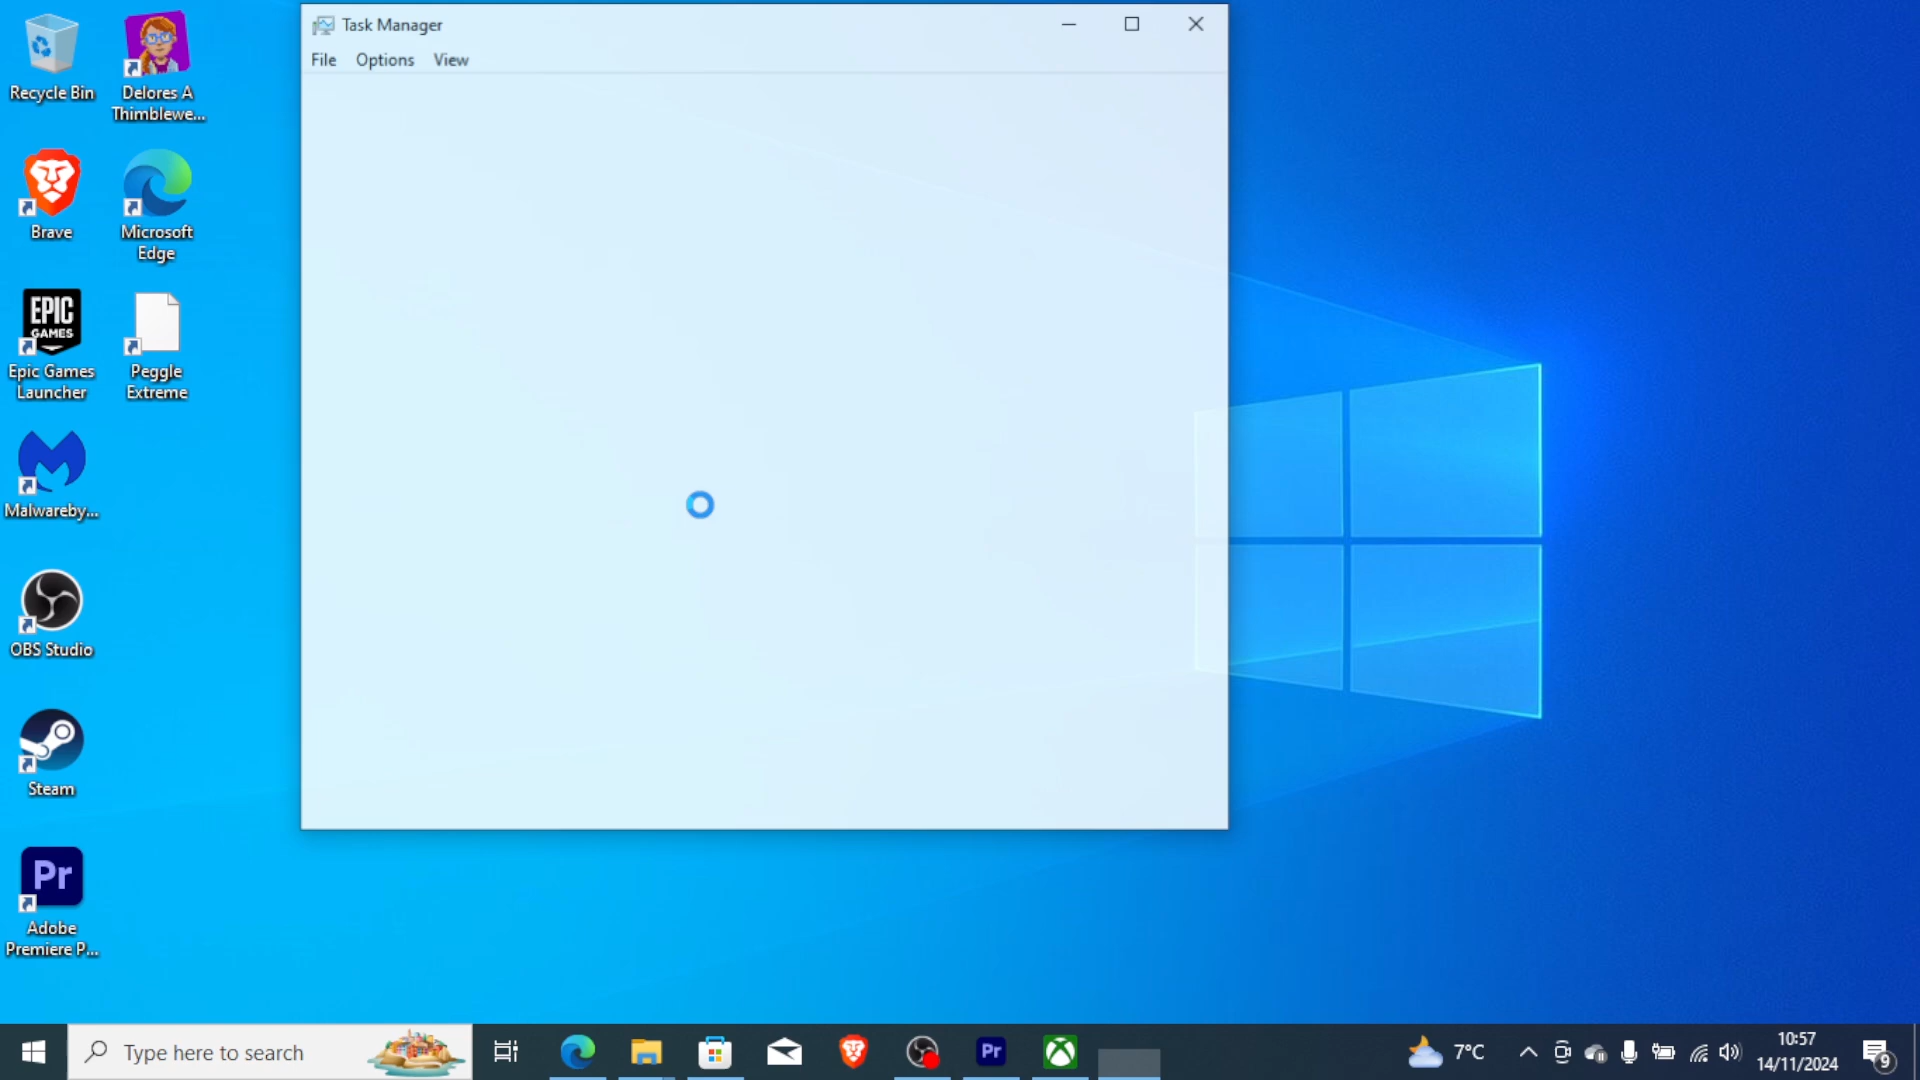 Task Manager
File Options View
Recycle Bin
Delores A
Thimblewe...
Brave
Microsoft
Edge
EPIC
GAMES
Epic Games
Launcher
Peggle
Extreme
Malwareby...
OBS Studio
Steam
Pr
Adobe
Premiere P...
Type here to search
Pr
7°C
10:57
14/11/2024
9